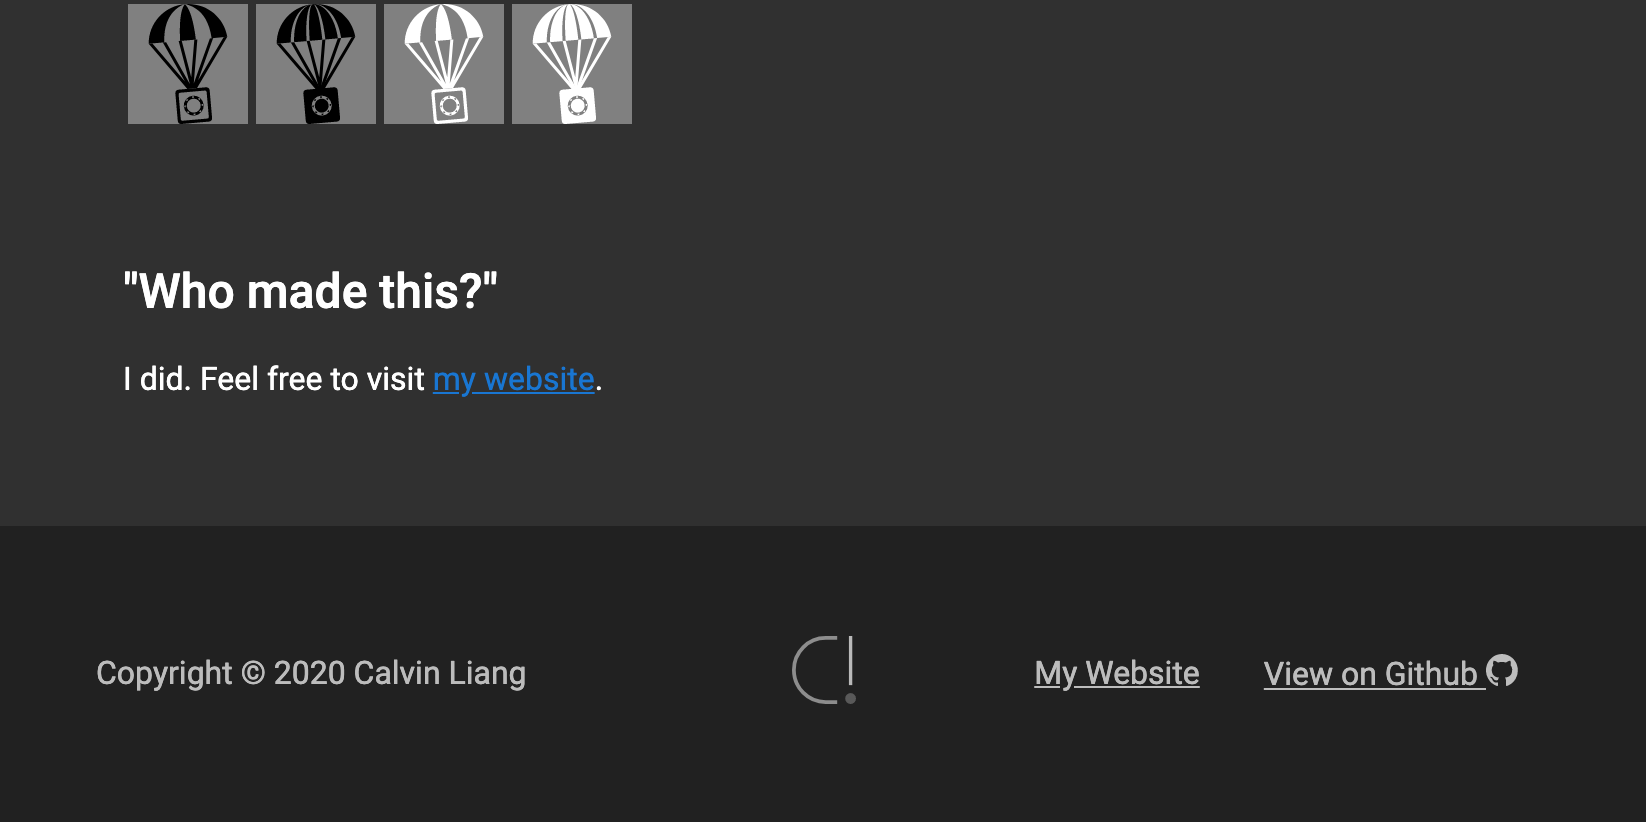 "Who made this?"
I did. Feel free to visit my website.
Copyright © 2020 Calvin Liang
My Website
View on Github